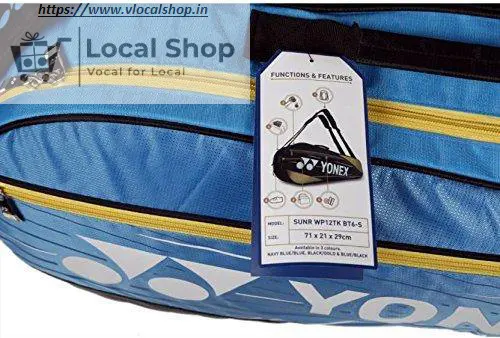 https://www.vlocalshop.in
Local Shop
Vocal for Local
FUNCTIONS & FEATURES
YONEX
MODEL: SUNR WP12TK BT6-S
SIZE: 71 x 21 x 29cm
Available in 3 colours.
NAVY BLUE/BLUE, BLACK/GOLD & BLUE/BLACK
YONEX